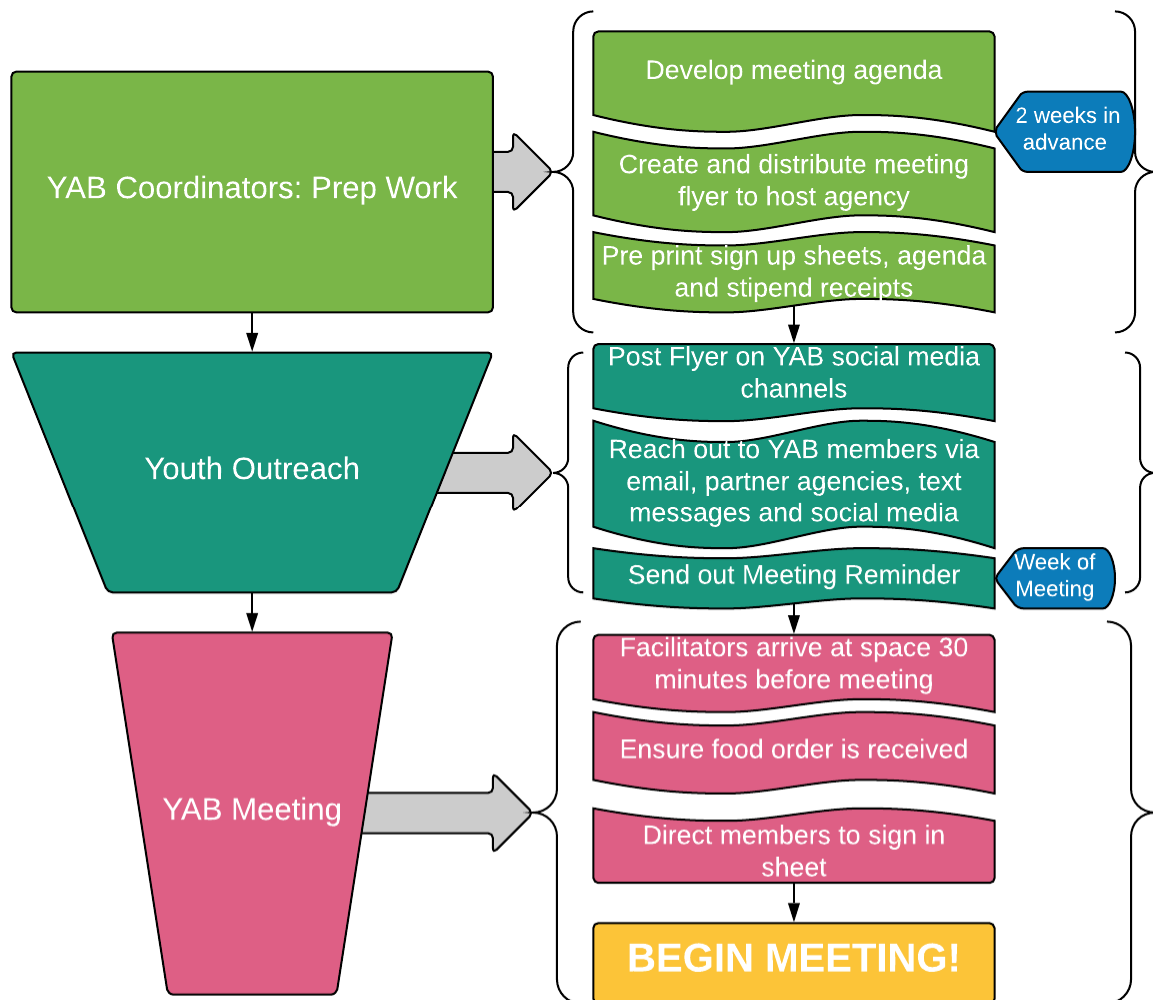 YAB Coordinators: Prep Work
Develop meeting agenda
2 weeks in
advance
Create and distribute meeting
flyer to host agency
Pre print sign up sheets, agenda
and stipend receipts
Youth Outreach
Post Flyer on YAB social media
channels
Reach out to YAB members via
email, partner agencies, text
messages and social media
Send out Meeting Reminder
Week of
Meeting
YAB Meeting
Facilitators arrive at space 30
minutes before meeting
Ensure food order is received
Direct members to sign in
sheet
BEGIN MEETING!